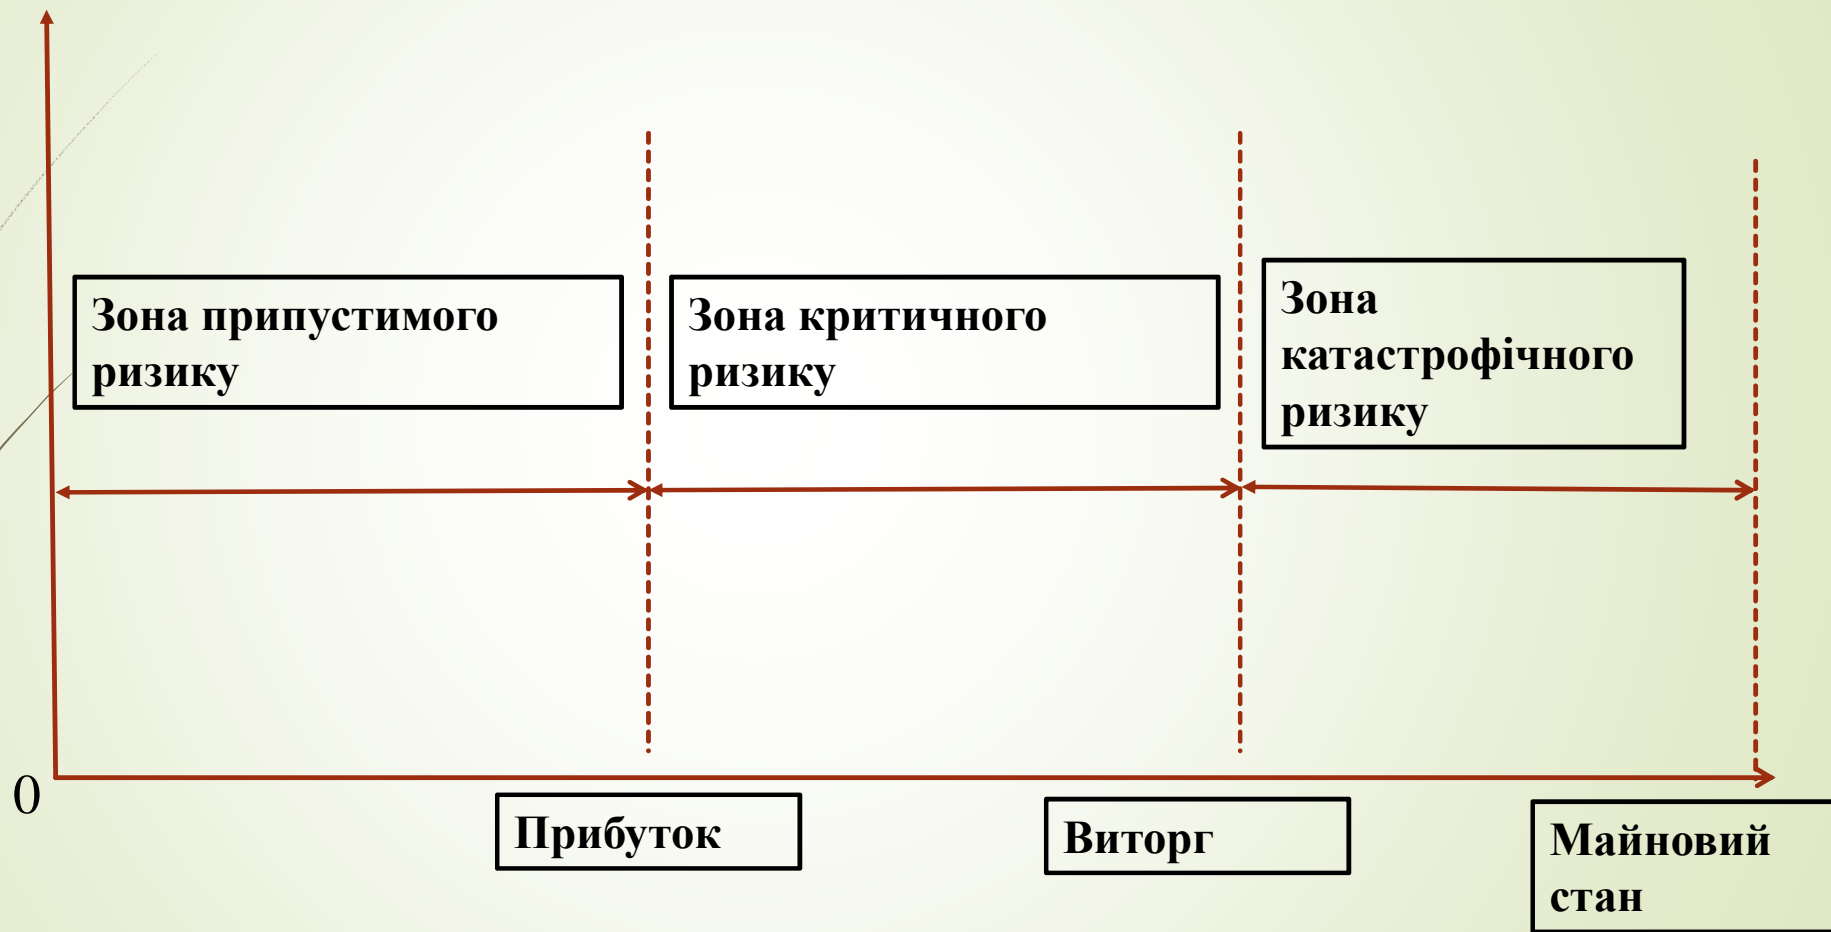 Зона припустимого
ризику
Зона критичного
ризику
Зона
катастрофічного
ризику
0
Прибуток
Виторг
Майновий
стан